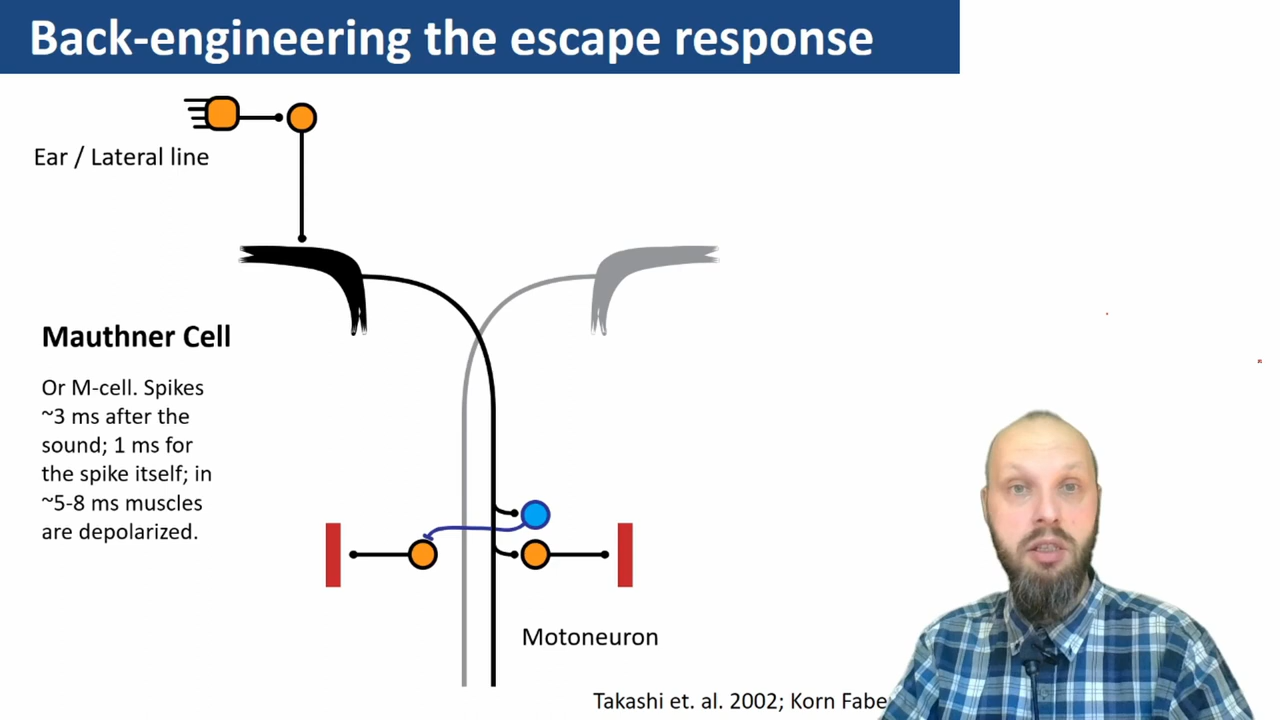 Back-engineering the escape response
Ear / Lateral line
Mauthner Cell
Or M-cell. Spikes
~3 ms after the
sound; 1 ms for
the spike itself; in
~5-8 ms muscles
are depolarized.
Motoneuron
Takashi et. al. 2002; Korn